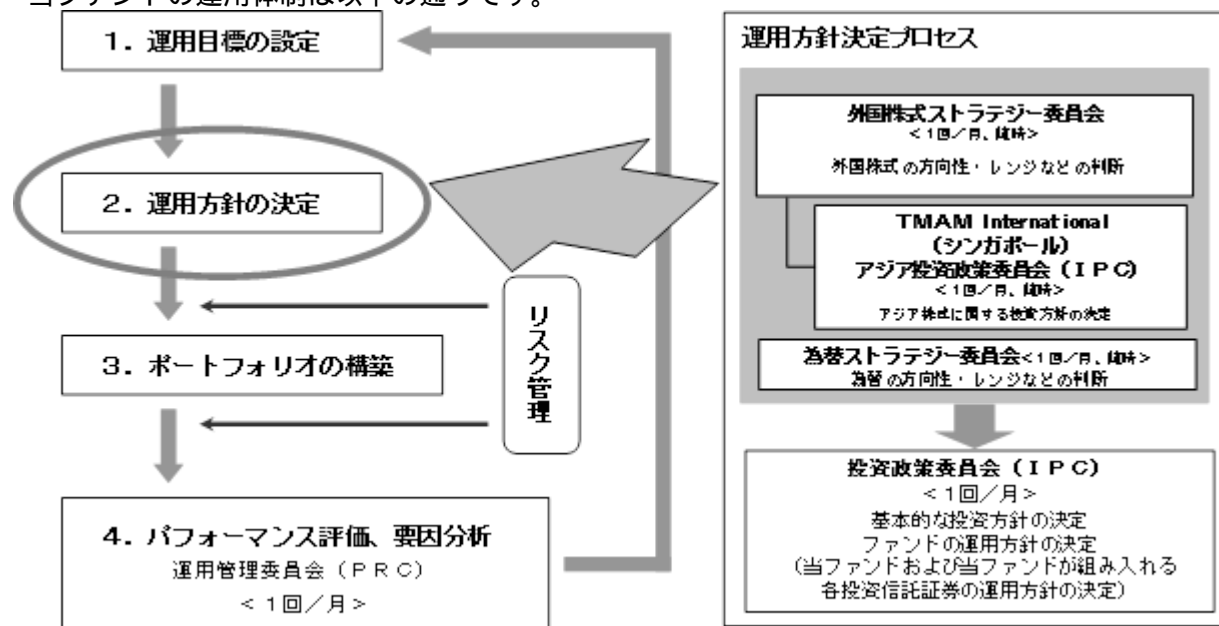 当ファンドの運用体制は以下の通りです。
1．運用目標の設定
2．運用方針の決定
3．ポートフォリオの構築
4．パフォーマンス評価、要因分析
運用管理委員会（ＰＲＣ）
＜１回／月＞
リスク管理
運用方針決定プロセス
外国株式ストラテジー委員会
＜１回／月、随時＞
外国株式の方向性・レンジなどの判断
TMAM International
（シンガポール）
アジア投資政策委員会（ＩＰＣ）
＜１回／月、随時＞
アジア株式に関する投資方針の決定
為替ストラテジー委員会＜１回／月、随時＞
為替の方向性・レンジなどの判断
投資政策委員会（ＩＰＣ）
＜１回／月＞
基本的な投資方針の決定
ファンドの運用方針の決定
（当ファンドおよび当ファンドが組み入れる
各投資信託証券の運用方針の決定）